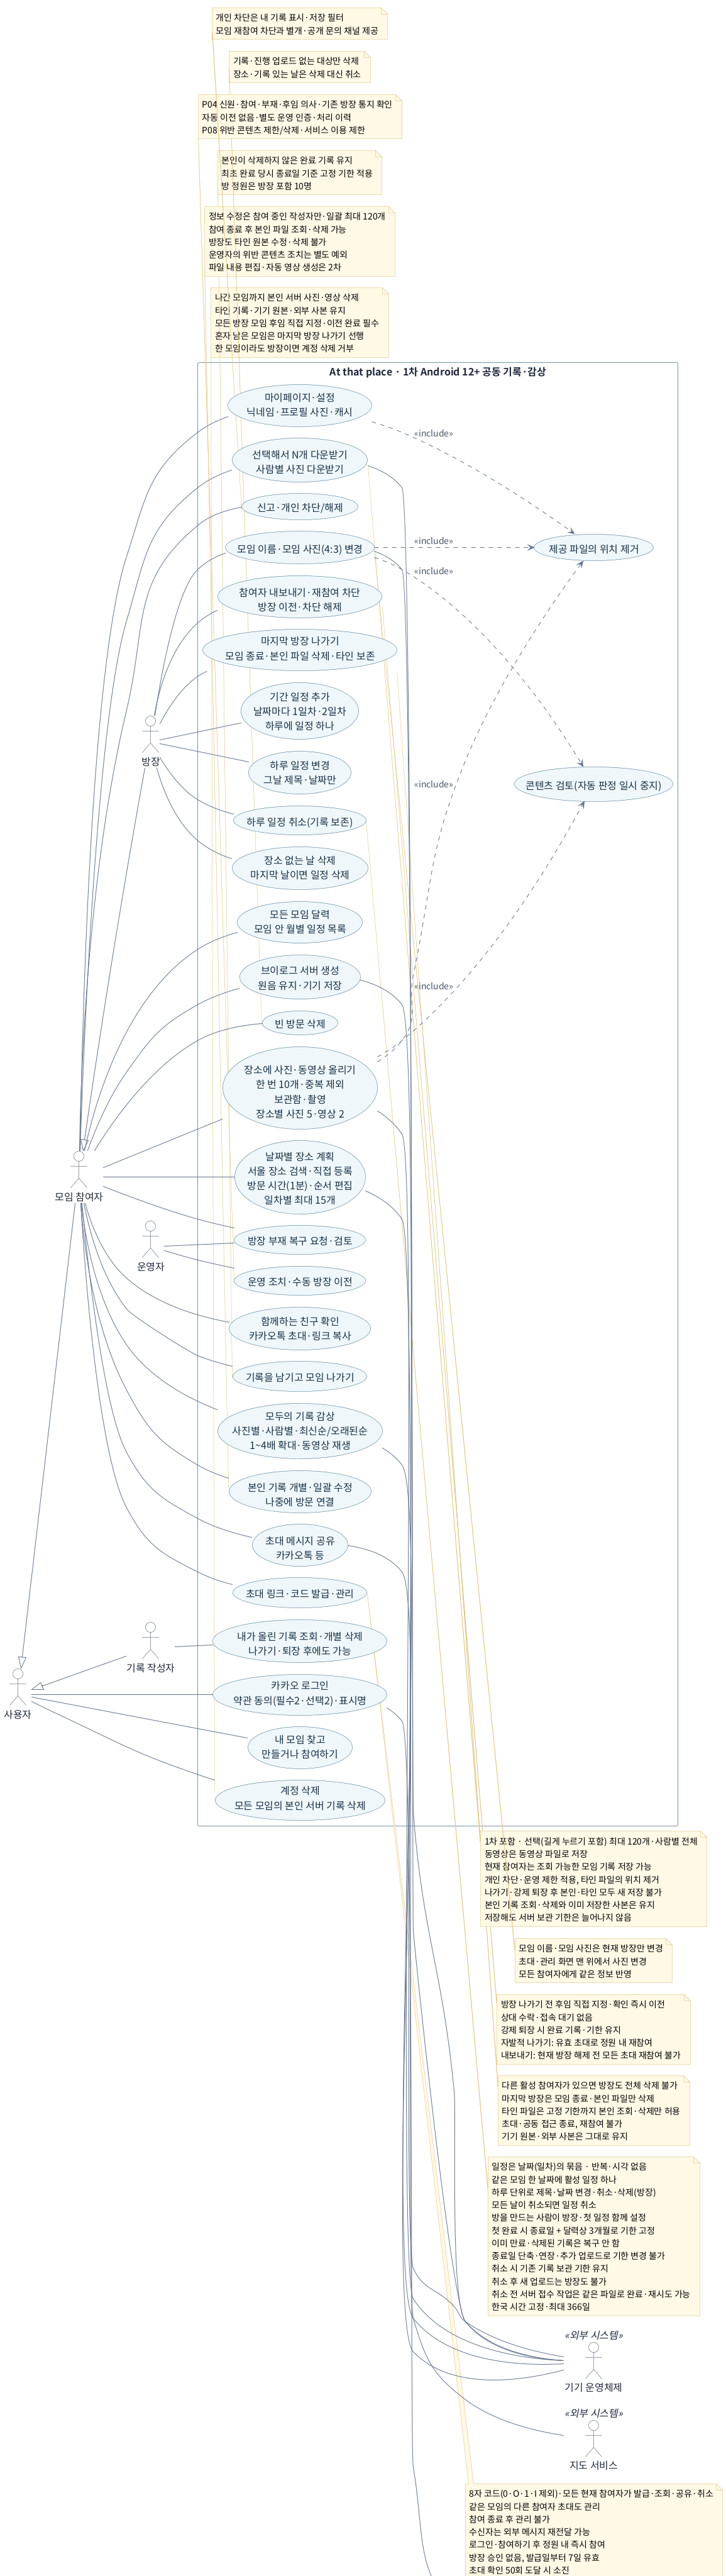 개인 차단은 내 기록 표시·저장 필터
모임 재참여 차단과 별개·공개 문의 채널 제공
기록·진행 업로드 없는 대상만 삭제
장소·기록 있는 날은 삭제 대신 취소
P04 신원·참여·부재·후임 의사·기존 방장 통지 확인
자동 이전 없음·별도 운영 인증·처리 이력
P08 위반 콘텐츠 제한/삭제·서비스 이용 제한
본인이 삭제하지 않은 완료 기록 유지
최초 완료 당시 종료일 기준 고정 기한 적용
방 정원은 방장 포함 10명
정보 수정은 참여 중인 작성자만·일괄 최대 120개
참여 종료 후 본인 파일 조회·삭제 가능
방장도 타인 원본 수정·삭제 불가
운영자의 위반 콘텐츠 조치는 별도 예외
파일 내용 편집·자동 영상 생성은 2차
나간 모임까지 본인 서버 사진·영상 삭제
타인 기록·기기 원본·외부 사본 유지
모든 방장 모임 후임 직접 지정·이전 완료 필수
혼자 남은 모임은 마지막 방장 나가기 선행
한 모임이라도 방장이면 계정 삭제 거부
At that place · 1차 Android 12+ 공동 기록·감상
마이페이지·설정
닉네임·프로필 사진·캐시
«include»
선택해서 N개 다운받기
사람별 사진 다운받기
신고·개인 차단/해제
모임 이름·모임 사진(4:3) 변경
«include»
제공 파일의 위치 제거
«include»
참여자 내보내기·재참여 차단
방장 이전·차단 해제
마지막 방장 나가기
모임 종료·본인 파일 삭제·타인 보존
기간 일정 추가
날짜마다 1일차·2일차
하루에 일정 하나
방장
하루 일정 변경
그날 제목·날짜만
«include»
콘텐츠 검토(자동 판정 일시 중지)
하루 일정 취소(기록 보존)
장소 없는 날 삭제
마지막 날이면 일정 삭제
모든 모임 달력
모임 안 월별 일정 목록
브이로그 서버 생성
원음 유지·기기 저장
«include»
빈 방문 삭제
장소에 사진·동영상 올리기
한 번 10개·중복 제외
보관함·촬영
장소별 사진 5·영상 2
모임 참여자
날짜별 장소 계획
서울 장소 검색·직접 등록
방문 시간(1분)·순서 편집
일차별 최대 15개
방장 부재 복구 요청·검토
운영자
운영 조치·수동 방장 이전
함께하는 친구 확인
카카오톡 초대·링크 복사
기록을 남기고 모임 나가기
모두의 기록 감상
사진별·사람별·최신순/오래된순
1~4배 확대·동영상 재생
본인 기록 개별·일괄 수정
나중에 방문 연결
초대 메시지 공유
카카오톡 등
초대 링크·코드 발급·관리
내가 올린 기록 조회·개별 삭제
나가기·퇴장 후에도 가능
기록 작성자
카카오 로그인
약관 동의(필수2·선택2)·표시명
사용자
내 모임 찾고
만들거나 참여하기
계정 삭제
모든 모임의 본인 서버 기록 삭제
1차 포함 · 선택(길게 누르기 포함) 최대 120개·사람별 전체
동영상은 동영상 파일로 저장
현재 참여자는 조회 가능한 모임 기록 저장 가능
개인 차단·운영 제한 적용, 타인 파일의 위치 제거
나가기·강제 퇴장 후 본인·타인 모두 새 저장 불가
본인 기록 조회·삭제와 이미 저장한 사본은 유지
저장해도 서버 보관 기한은 늘어나지 않음
모임 이름·모임 사진은 현재 방장만 변경
초대·관리 화면 맨 위에서 사진 변경
모든 참여자에게 같은 정보 반영
방장 나가기 전 후임 직접 지정·확인 즉시 이전
상대 수락·접속 대기 없음
강제 퇴장 시 완료 기록·기한 유지
자발적 나가기: 유효 초대로 정원 내 재참여
내보내기: 현재 방장 해제 전 모든 초대 재참여 불가
다른 활성 참여자가 있으면 방장도 전체 삭제 불가
마지막 방장은 모임 종료·본인 파일만 삭제
타인 파일은 고정 기한까지 본인 조회·삭제만 허용
초대·공동 접근 종료, 재참여 불가
기기 원본·외부 사본은 그대로 유지
일정은 날짜(일차)의 묶음 · 반복·시각 없음
같은 모임 한 날짜에 활성 일정 하나
하루 단위로 제목·날짜 변경·취소·삭제(방장)
모든 날이 취소되면 일정 취소
방을 만드는 사람이 방장·첫 일정 함께 설정
첫 완료 시 종료일 + 달력상 3개월로 기한 고정
이미 만료·삭제된 기록은 복구 안 함
종료일 단축·연장·추가 업로드로 기한 변경 불가
취소 시 기존 기록 보관 기한 유지
취소 후 새 업로드는 방장도 불가
취소 전 서버 접수 작업은 같은 파일로 완료·재시도 가능
한국 시간 고정·최대 366일
«외부 시스템»
기기 운영체제
«외부 시스템»
지도 서비스
8자 코드(0·O·1·I 제외)·모든 현재 참여자가 발급·조회·공유·취소
같은 모임의 다른 참여자 초대도 관리
참여 종료 후 관리 불가
수신자는 외부 메시지 재전달 가능
로그인·참여하기 후 정원 내 즉시 참여
방장 승인 없음, 발급일부터 7일 유효
초대 확인 50회 도달 시 소진